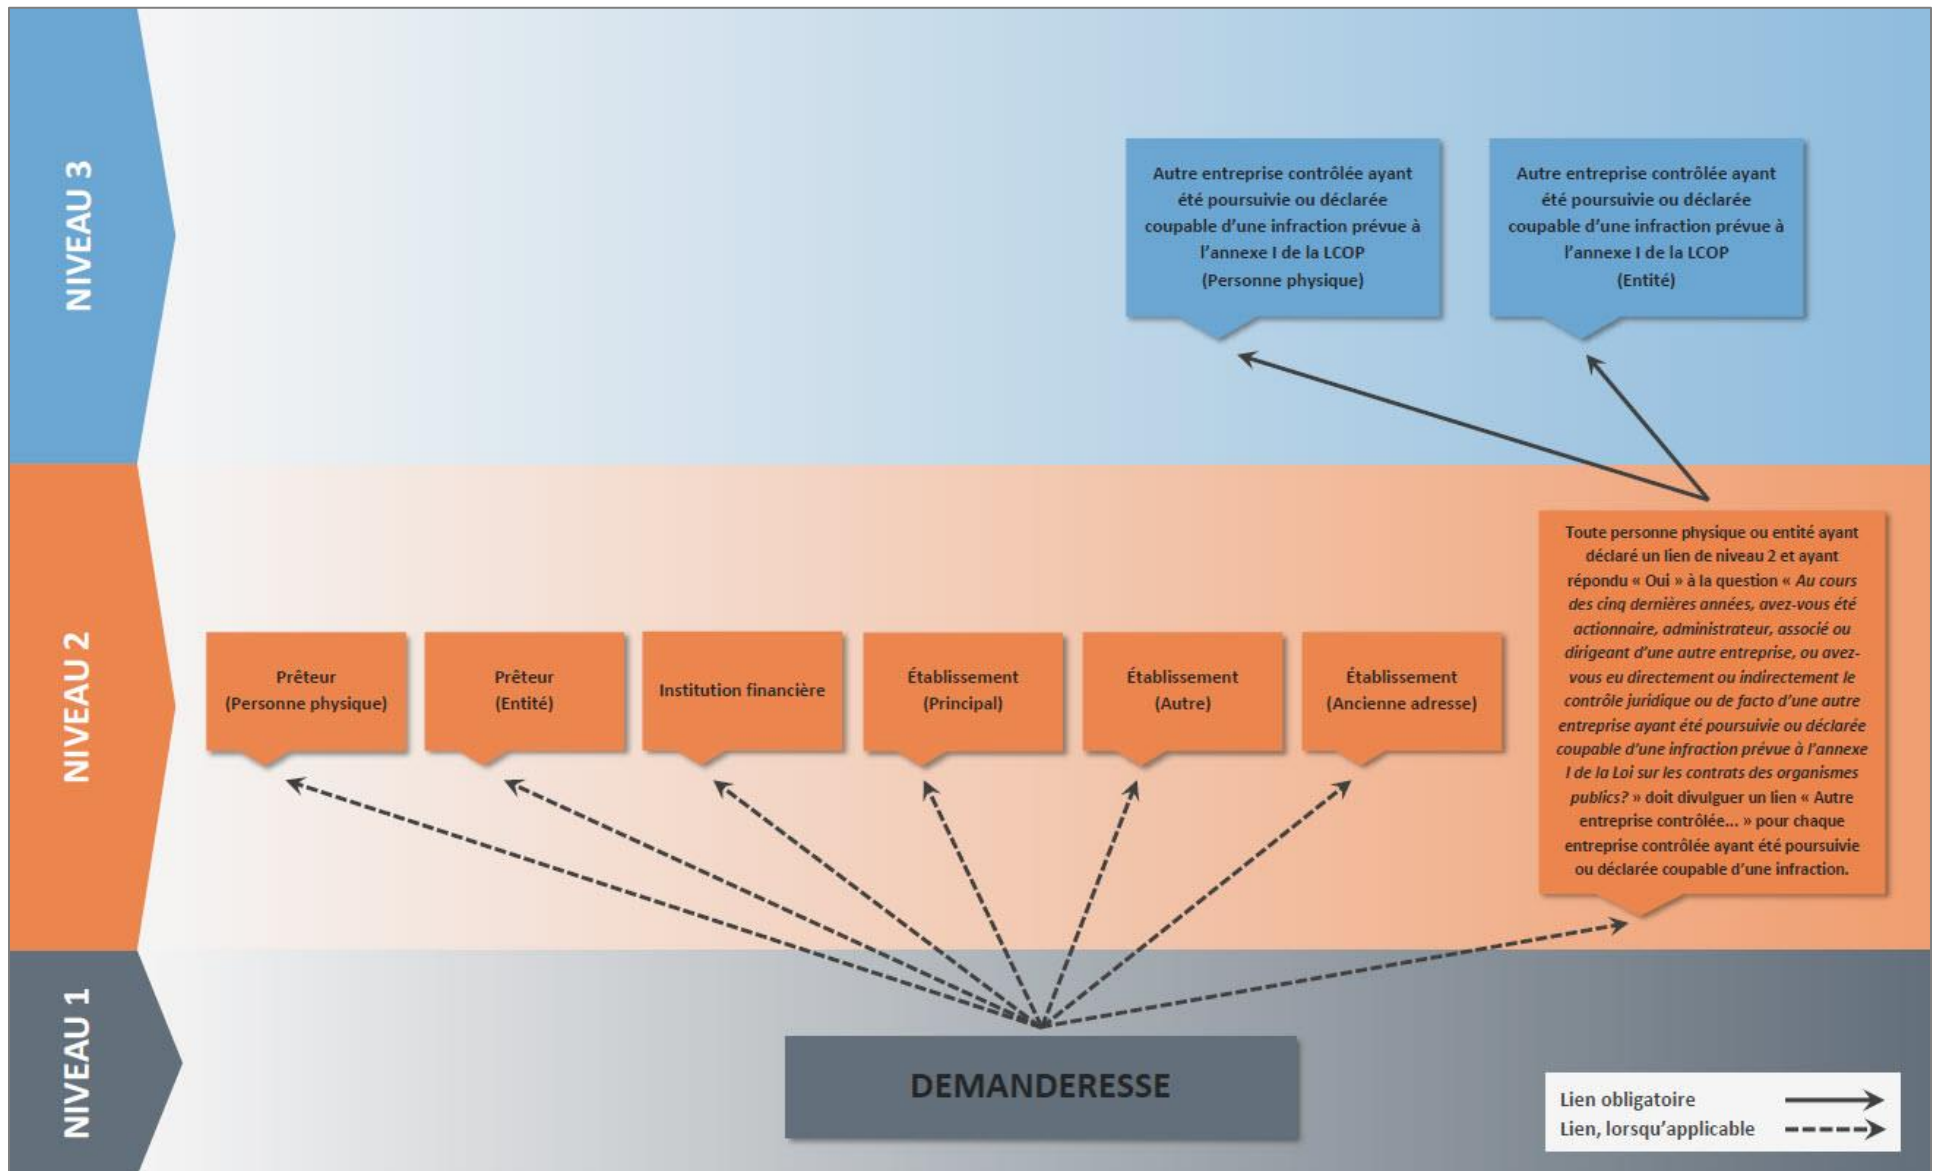 NIVEAU 3
Autre entreprise contrôlée ayant
été poursuivie ou déclarée
coupable d'une infraction prévue à
l'annexe I de la LCOP
(Personne physique)
Autre entreprise contrôlée ayant
été poursuivie ou déclarée
coupable d'une infraction prévue à
l'annexe I de la LCOP
(Entité)
NIVEAU 2
Prêteur
(Personne physique)
Prêteur
(Entité)
Institution financière
Établissement
(Principal)
Établissement
(Autre)
Établissement
(Ancienne adresse)
Toute personne physique ou entité ayant
déclaré un lien de niveau 2 et ayant
répondu « Oui » à la question « Au cours
des cinq dernières années, avez-vous été
actionnaire, administrateur, associé ou
dirigeant d'une autre entreprise, ou avez-
vous eu directement ou indirectement le
contrôle juridique ou de facto d'une autre
entreprise ayant été poursuivie ou déclarée
coupable d'une infraction prévue à l'annexe
I de la Loi sur les contrats des organismes
publics? » doit divulguer un lien « Autre
entreprise contrôlée... » pour chaque
entreprise contrôlée ayant été poursuivie
ou déclarée coupable d'une infraction.
NIVEAU 1
DEMANDERESSE
Lien obligatoire
Lien, lorsqu'applicable